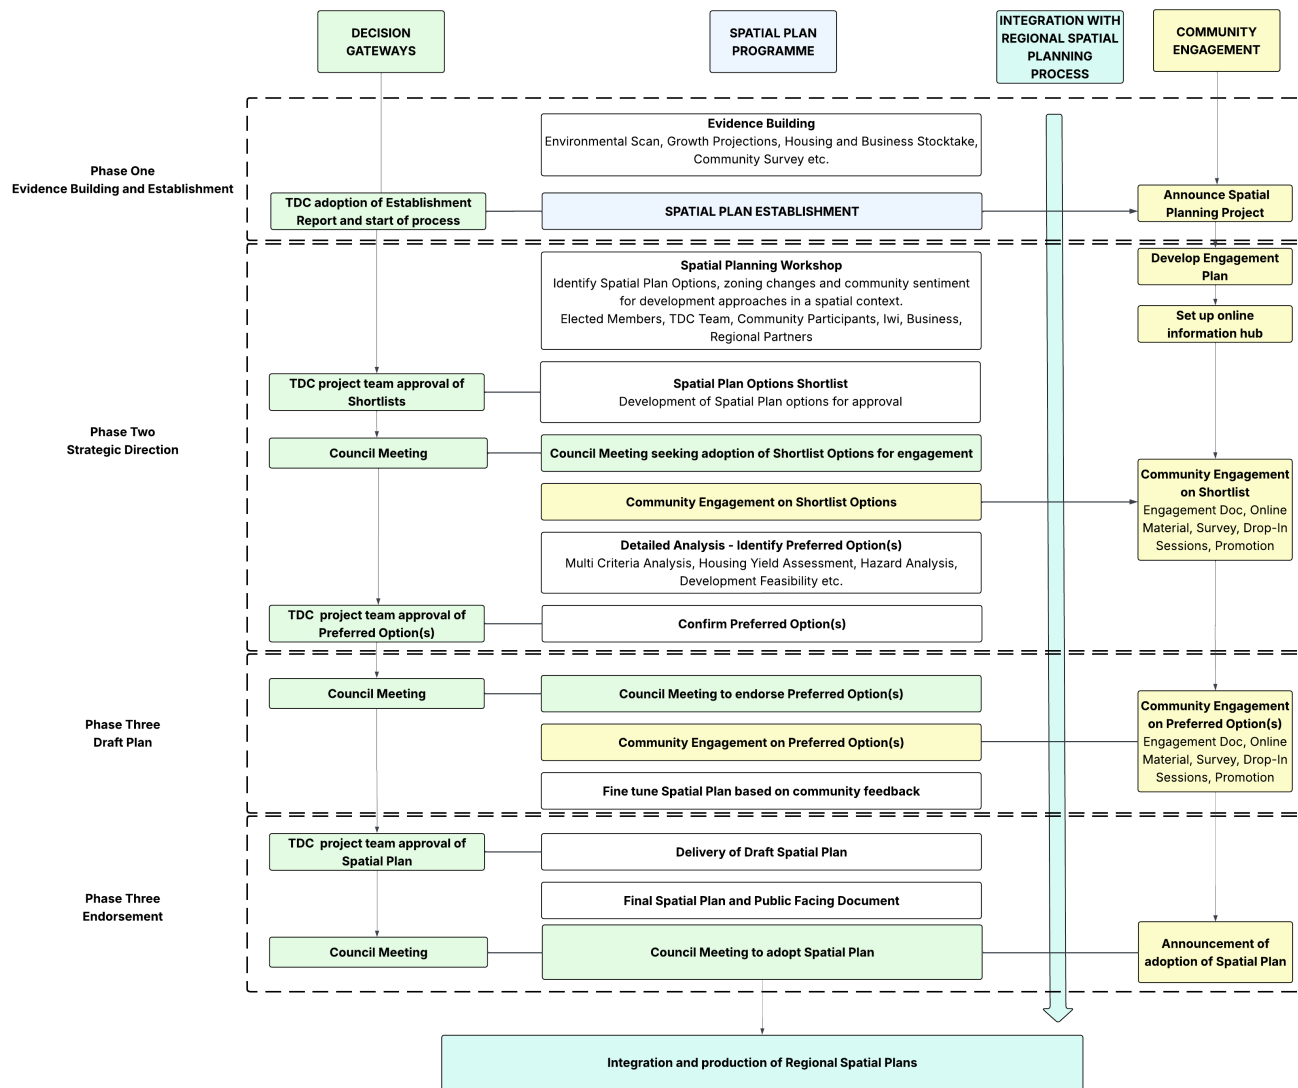 DECISION
GATEWAYS
SPATIAL PLAN
PROGRAMME
INTEGRATION WITH
REGIONAL SPATIAL
PLANNING
PROCESS
COMMUNITY
ENGAGEMENT
Phase One
Evidence Building and Establishment
Evidence Building
Environmental Scan, Growth Projections, Housing and Business Stocktake,
Community Survey etc.
TDC adoption of Establishment
Report and start of process
SPATIAL PLAN ESTABLISHMENT
Announce Spatial
Planning Project
Phase Two
Strategic Direction
Spatial Planning Workshop
Identify Spatial Plan Options, zoning changes and community sentiment
for development approaches in a spatial context.
Elected Members, TDC Team, Community Participants, Iwi, Business,
Regional Partners
Develop Engagement
Plan
Set up online
information hub
TDC project team approval of
Shortlists
Spatial Plan Options Shortlist
Development of Spatial Plan options for approval
Council Meeting
Council Meeting seeking adoption of Shortlist Options for engagement
Community Engagement on Shortlist Options
Community Engagement
on Shortlist
Engagement Doc, Online
Material, Survey, Drop-In
Sessions, Promotion
Detailed Analysis - Identify Preferred Option(s)
Multi Criteria Analysis, Housing Yield Assessment, Hazard Analysis,
Development Feasibility etc.
TDC project team approval of
Preferred Option(s)
Confirm Preferred Option(s)
Phase Three
Draft Plan
Council Meeting
Council Meeting to endorse Preferred Option(s)
Community Engagement on Preferred Option(s)
Community Engagement
on Preferred Option(s)
Engagement Doc, Online
Material, Survey, Drop-In
Sessions, Promotion
Fine tune Spatial Plan based on community feedback
Phase Three
Endorsement
TDC project team approval of
Spatial Plan
Delivery of Draft Spatial Plan
Final Spatial Plan and Public Facing Document
Council Meeting
Council Meeting to adopt Spatial Plan
Announcement of
adoption of Spatial Plan
Integration and production of Regional Spatial Plans